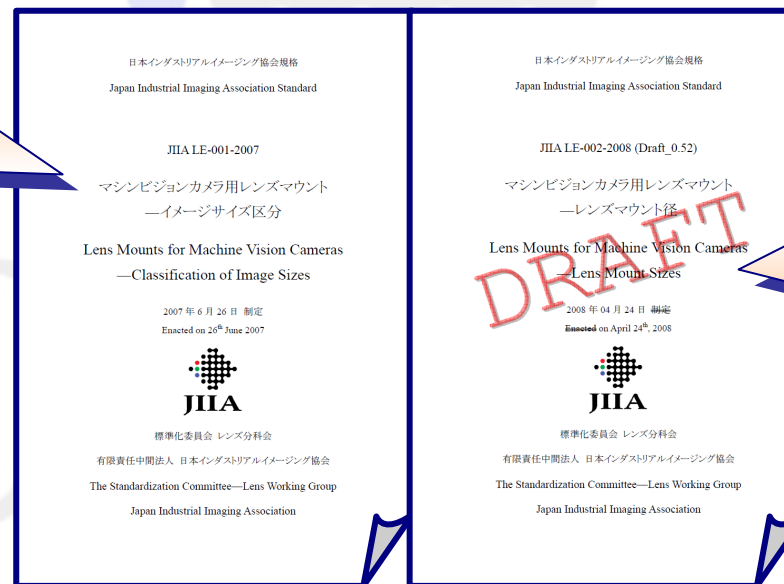 日本インダストリアルイメージング協会規格
Japan Industrial Imaging Association Standard
JIIA LE-001-2007
マシンビジョンカメラ用レンズマウント
―イメージサイズ区分
Lens Mounts for Machine Vision Cameras
—Classification of Image Sizes
2007 年 6 月 26 日 制定
Enacted on 26th June 2007
JIIA
標準化委員会 レンズ分科会
有限責任中間法人 日本インダストリアルイメージング協会
The Standardization Committee—Lens Working Group
Japan Industrial Imaging Association
日本インダストリアルイメージング協会規格
Japan Industrial Imaging Association Standard
JIIA LE-002-2008 (Draft_0.52)
マシンビジョンカメラ用レンズマウント
―レンズマウント径
Lens Mounts for Machine Vision Cameras
—Lens Mount Sizes
DRAFT
2008 年 04 月 24 日 制定
Enacted on April 24th, 2008
JIIA
標準化委員会 レンズ分科会
有限責任中間法人 日本インダストリアルイメージング協会
The Standardization Committee—Lens Working Group
Japan Industrial Imaging Association